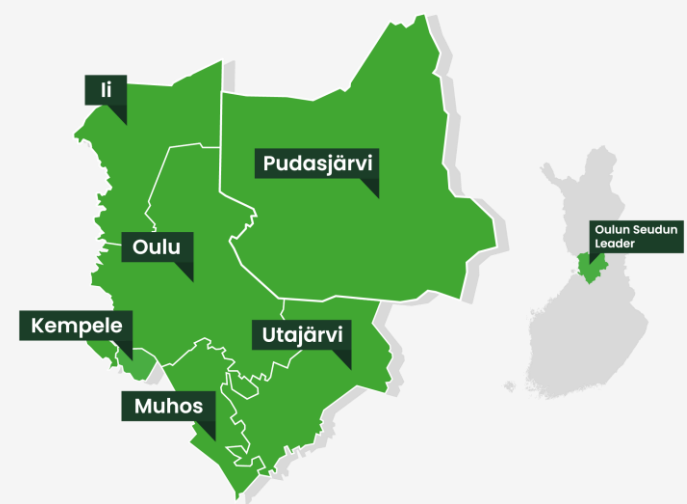 Ii
Pudasjärvi
Oulun Seudun
Leader
Oulu
Kempele
Utajärvi
Muhos